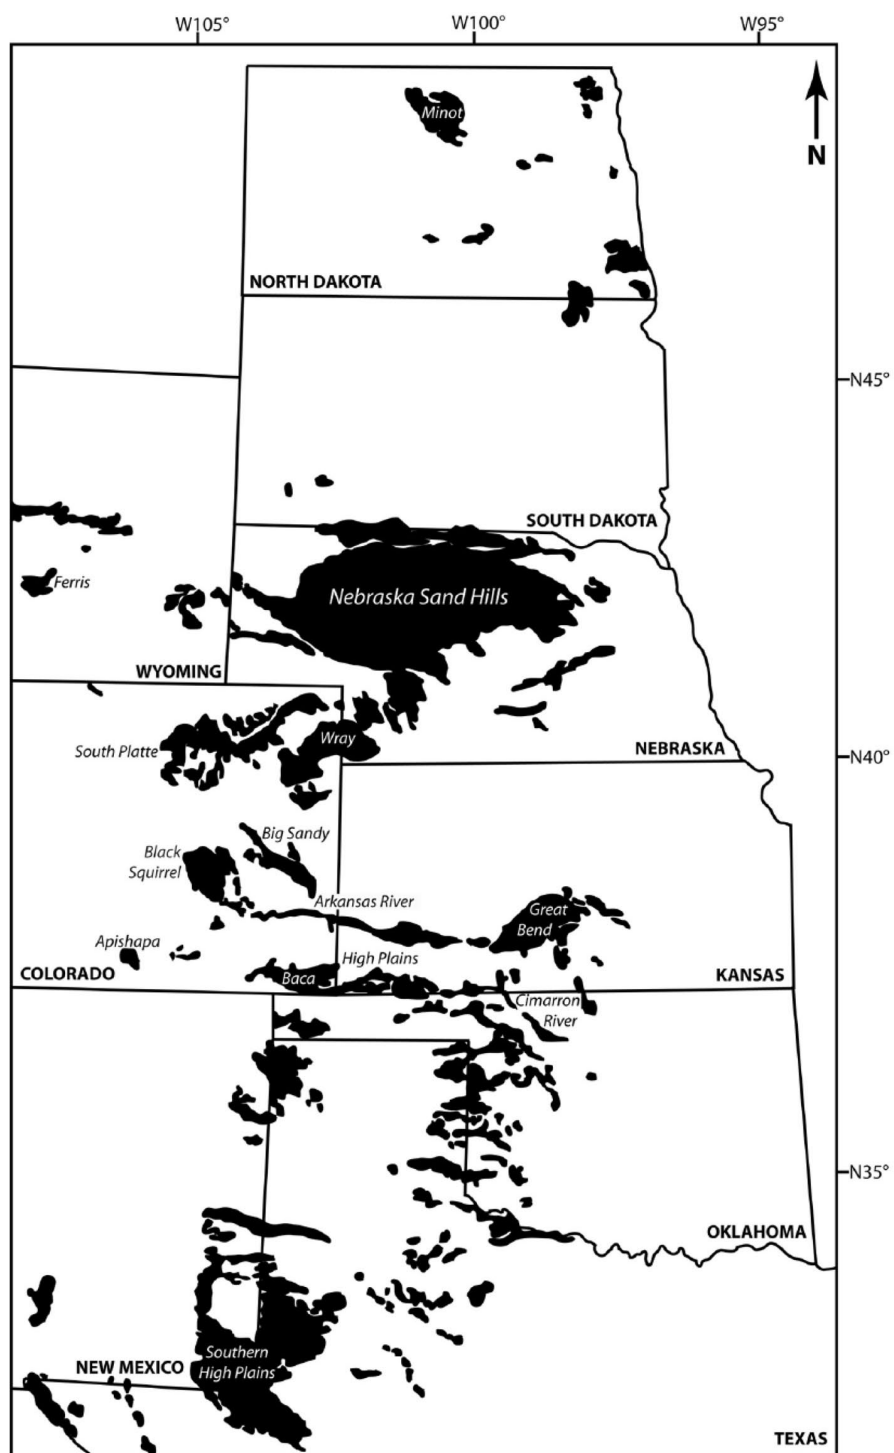 W105°
W100°
W95°
Minot
N
NORTH DAKOTA
N45°
SOUTH DAKOTA
Ferris
Nebraska Sand Hills
WYOMING
South Platte
Wray
NEBRASKA
N40°
Big Sandy
Black
Squirrel
Arkansas River
Great
Bend
Apishapa
High Plains
COLORADO
Baca
KANSAS
Cimarron
River
N35°
OKLAHOMA
Southern
High Plains
NEW MEXICO
TEXAS